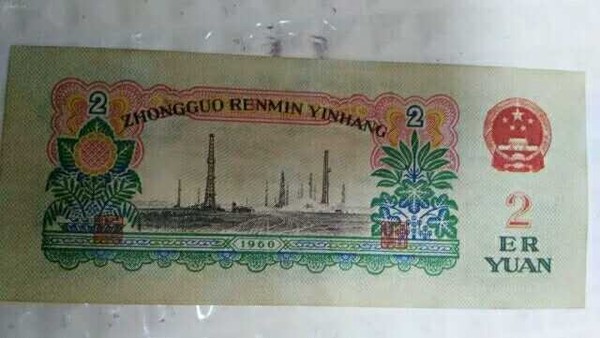 2
ZHONGGUO RENMIN YINHANG
2
1960
2
ER
YUAN